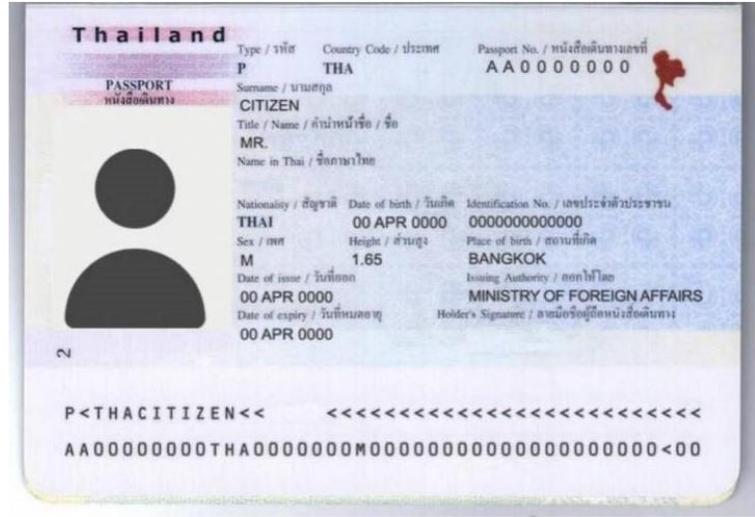 Thailand
Type / รหัส Country Code / ประเทศ Passport No. / หนังสือเดินทางเลขที่
P THA AA0000000
PASSPORT
หนังสือเดินทาง
Surname / นามสกุล
CITIZEN
Title / Name / คำนำหน้าชื่อ / ชื่อ
MR.
Name in Thai / ชื่อภาษาไทย
Nationality / สัญชาติ Date of birth / วันเกิด Identification No. / เลขประจำตัวประชาชน
THAI 00 APR 0000 0000000000000
Sex / เพศ Height / ส่วนสูง Place of birth / สถานที่เกิด
M 1.65 BANGKOK
Date of issue / วันที่ออก Issuing Authority / ออกให้โดย
00 APR 0000 MINISTRY OF FOREIGN AFFAIRS
Date of expiry / วันที่หมดอายุ Holder's Signature / ลายมือชื่อผู้ถือหนังสือเดินทาง
00 APR 0000
2
P<THACITIZEN<< <<<<<<<<<<<<<<<<<<<<<<<<<<
AA00000000THA0000000M00000000000000000000<00